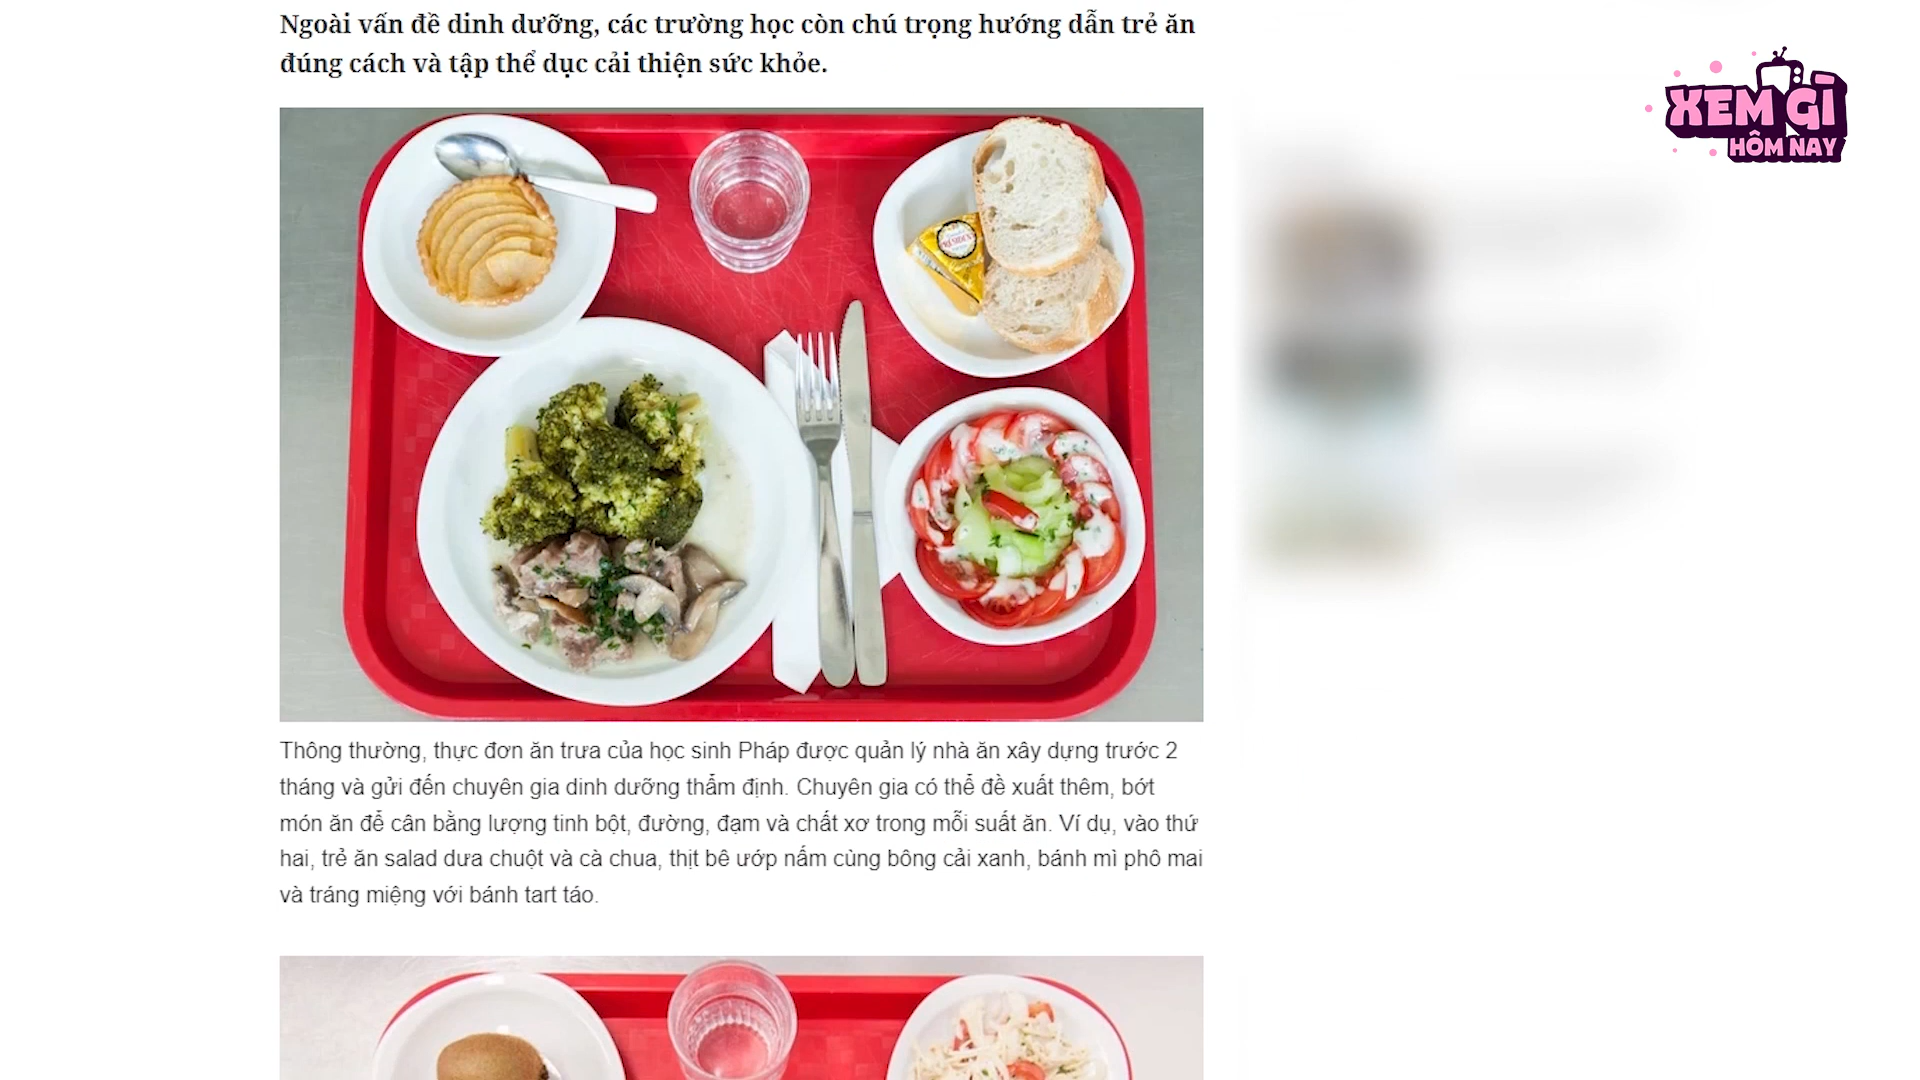 Ngoài vấn đề dinh dưỡng, các trường học còn chú trọng hướng dẫn trẻ ăn
đúng cách và tập thể dục cải thiện sức khỏe.
XEM GÌ
HÔM NAY
PRÉSIDENT
Thông thường, thực đơn ăn trưa của học sinh Pháp được quản lý nhà ăn xây dựng trước 2
tháng và gửi đến chuyên gia dinh dưỡng thẩm định. Chuyên gia có thể đề xuất thêm, bớt
món ăn để cân bằng lượng tinh bột, đường, đạm và chất xơ trong mỗi suất ăn. Ví dụ, vào thứ
hai, trẻ ăn salad dưa chuột và cà chua, thịt bê ướp nấm cùng bông cải xanh, bánh mì phô mai
và tráng miệng với bánh tart táo.